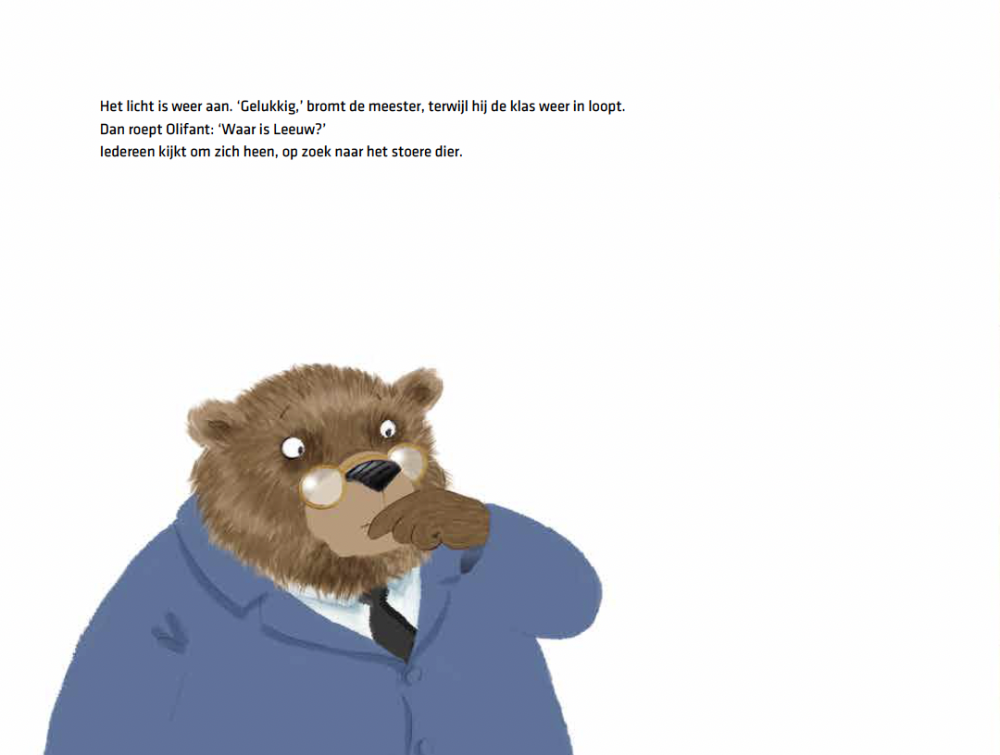 Het licht is weer aan. ‘Gelukkig,’ bromt de meester, terwijl hij de klas weer in loopt.
Dan roept Olifant: ‘Waar is Leeuw?’
Iedereen kijkt om zich heen, op zoek naar het stoere dier.